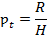 p_t = R/H